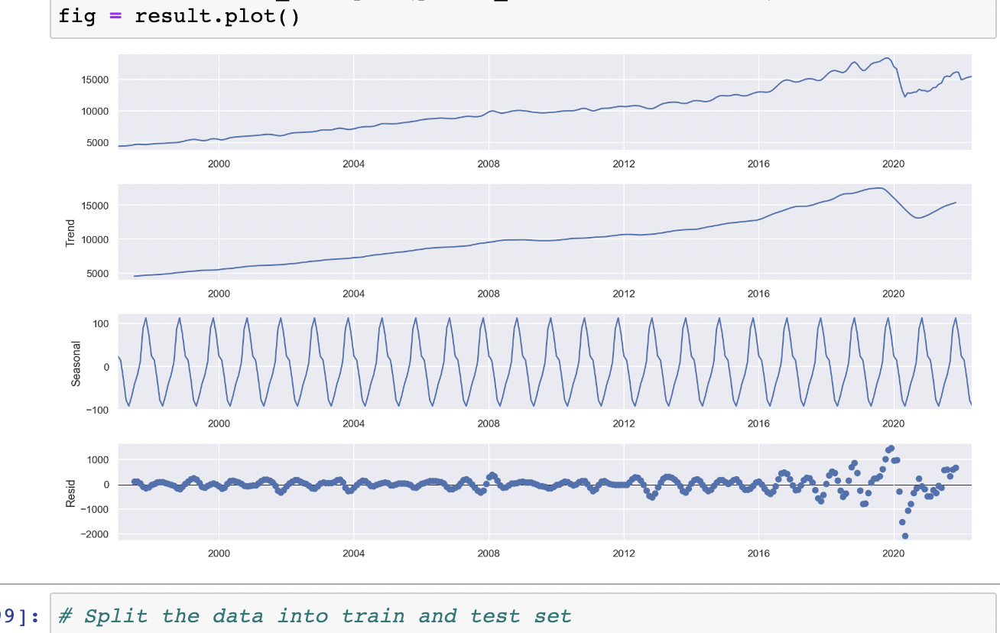 fig = result.plot()
15000
10000
5000
2000 2004 2008 2012 2016 2020
15000
10000
5000
Trend
2000 2004 2008 2012 2016 2020
100
0
−100
Seasonal
2000 2004 2008 2012 2016 2020
1000
0
−1000
−2000
Resid
2000 2004 2008 2012 2016 2020
9]: # Split the data into train and test set